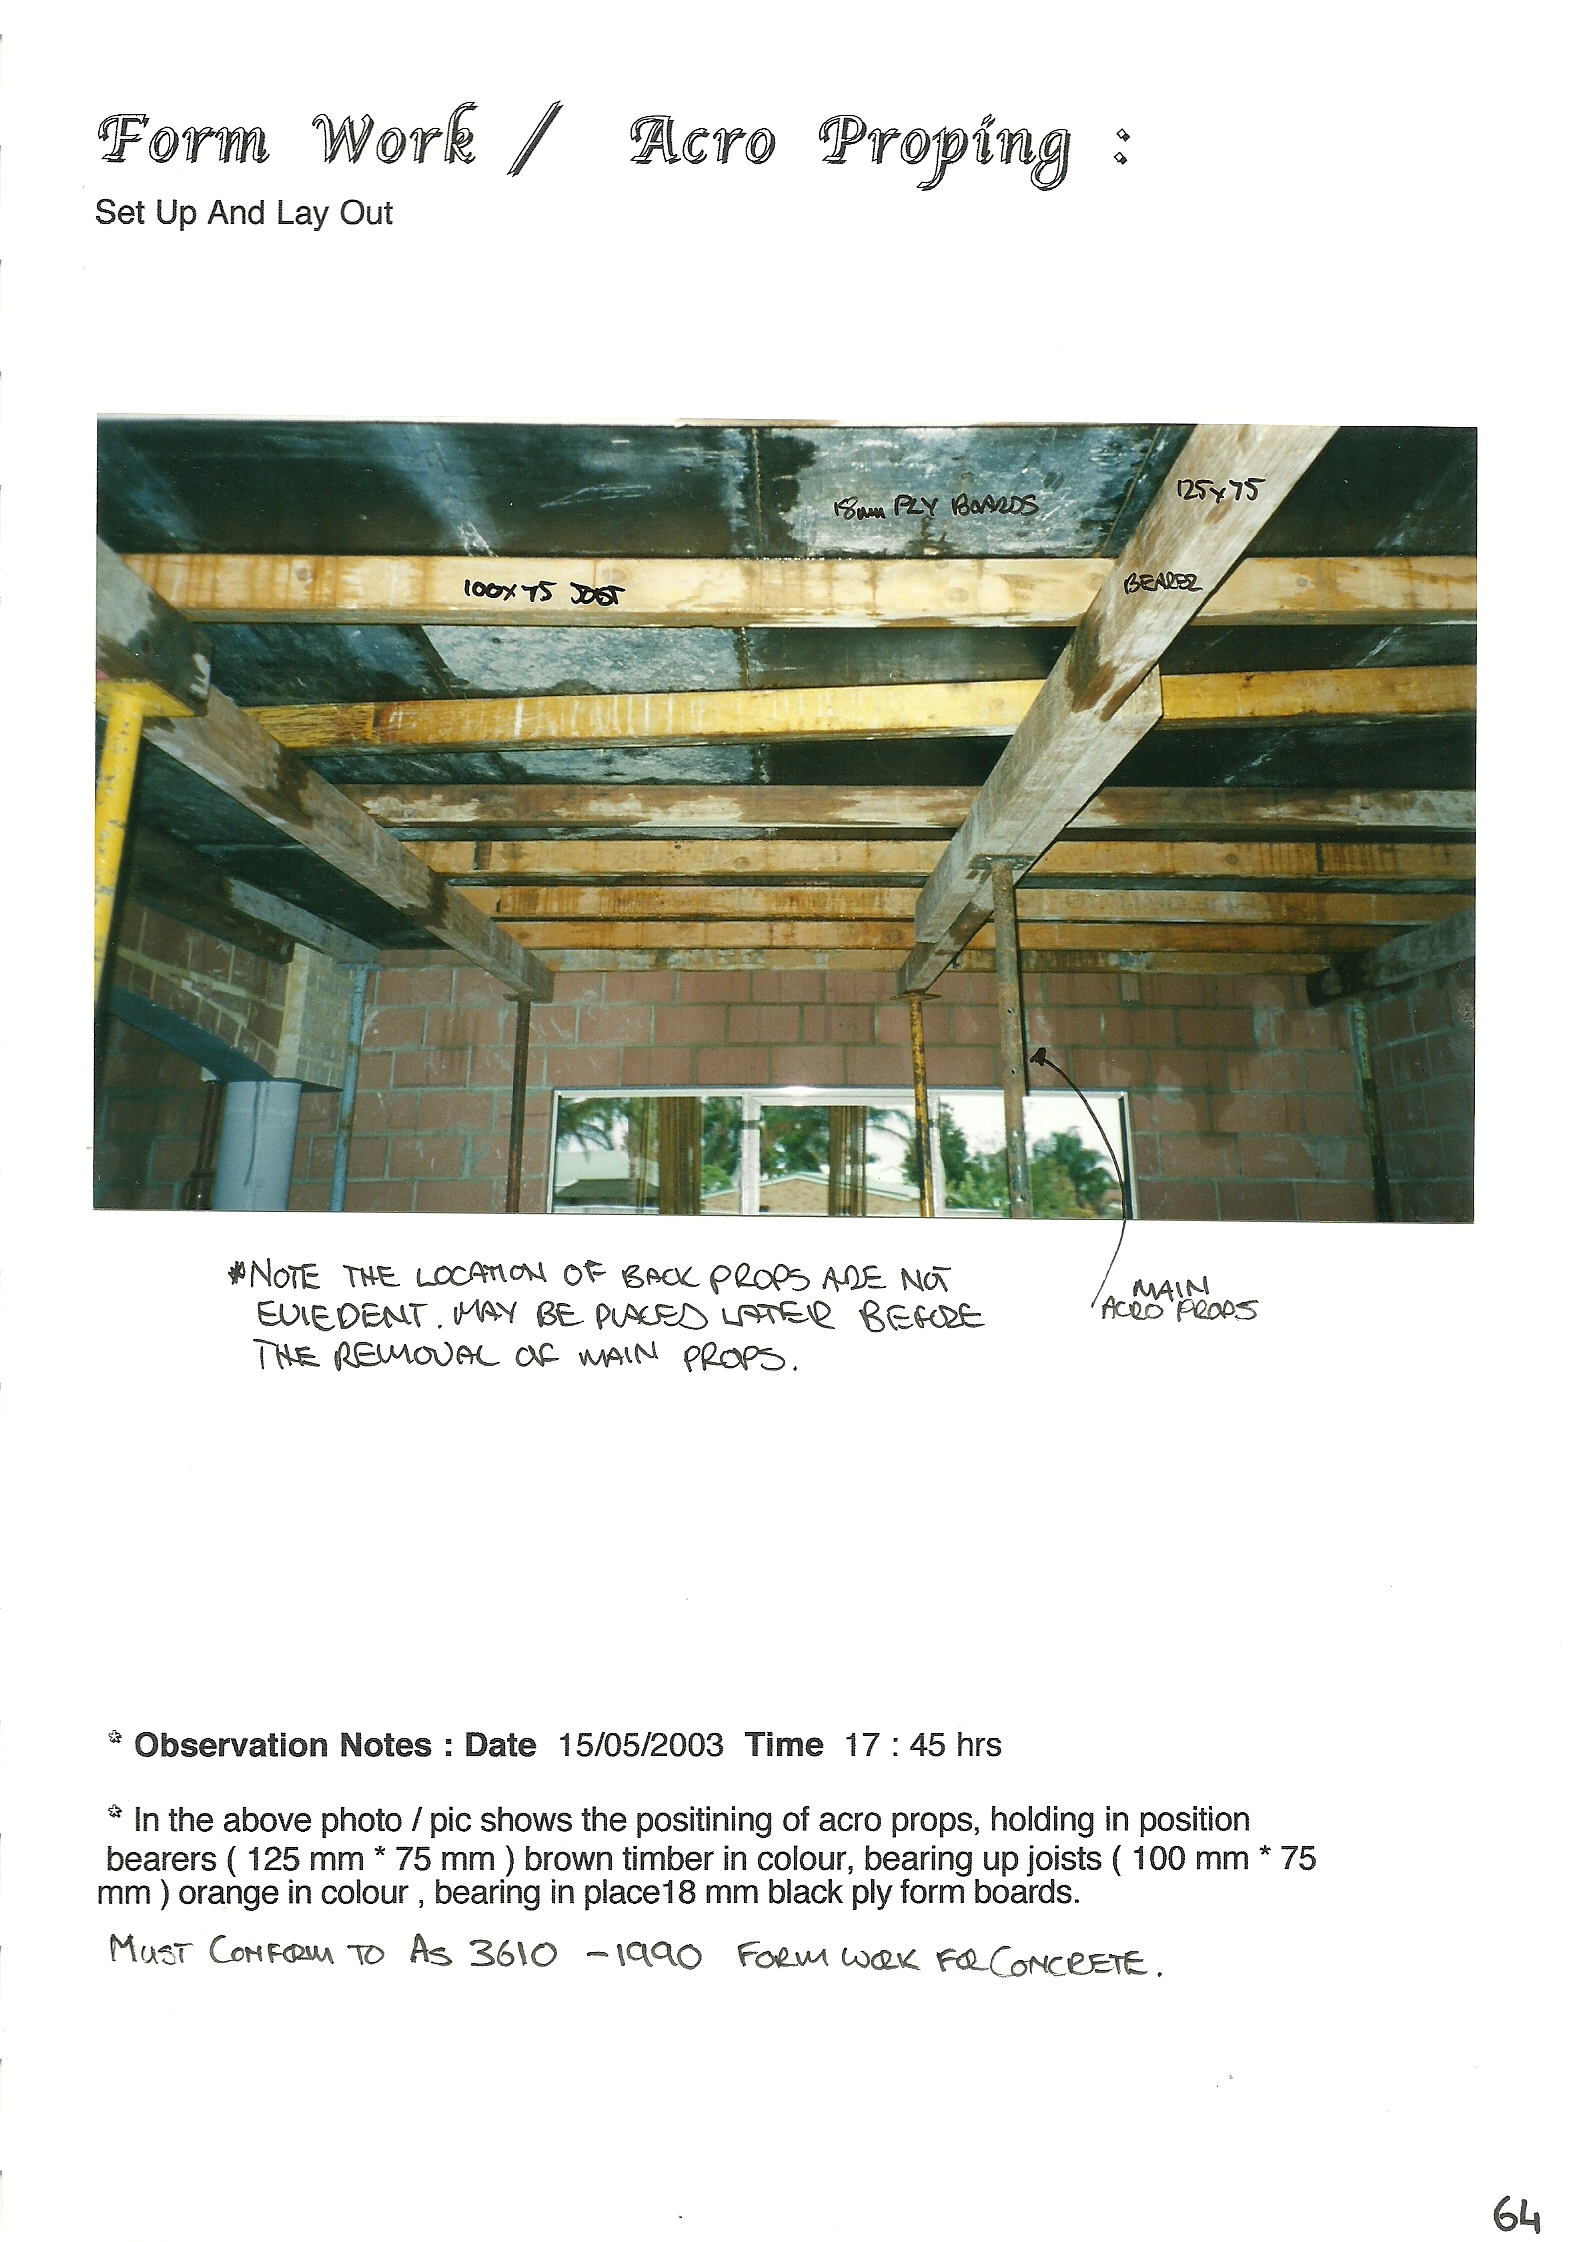 Form Work / Acro Proping :
Set Up And Lay Out
18mm PLY BOARDS
125x75
100x75 JOIST
BEARER
*NOTE THE LOCATION OF BACK PROPS ARE NOT
EVIEDENT. MAY BE PLACED LATER BEFORE
THE REMOVAL OF MAIN PROPS.
MAIN
ACRO PROPS
* Observation Notes : Date 15/05/2003 Time 17 : 45 hrs
* In the above photo / pic shows the positining of acro props, holding in position
bearers ( 125 mm * 75 mm ) brown timber in colour, bearing up joists ( 100 mm * 75
mm ) orange in colour , bearing in place18 mm black ply form boards.
MUST CONFORM TO AS 3610 -1990 FORM WORK FOR CONCRETE.
64